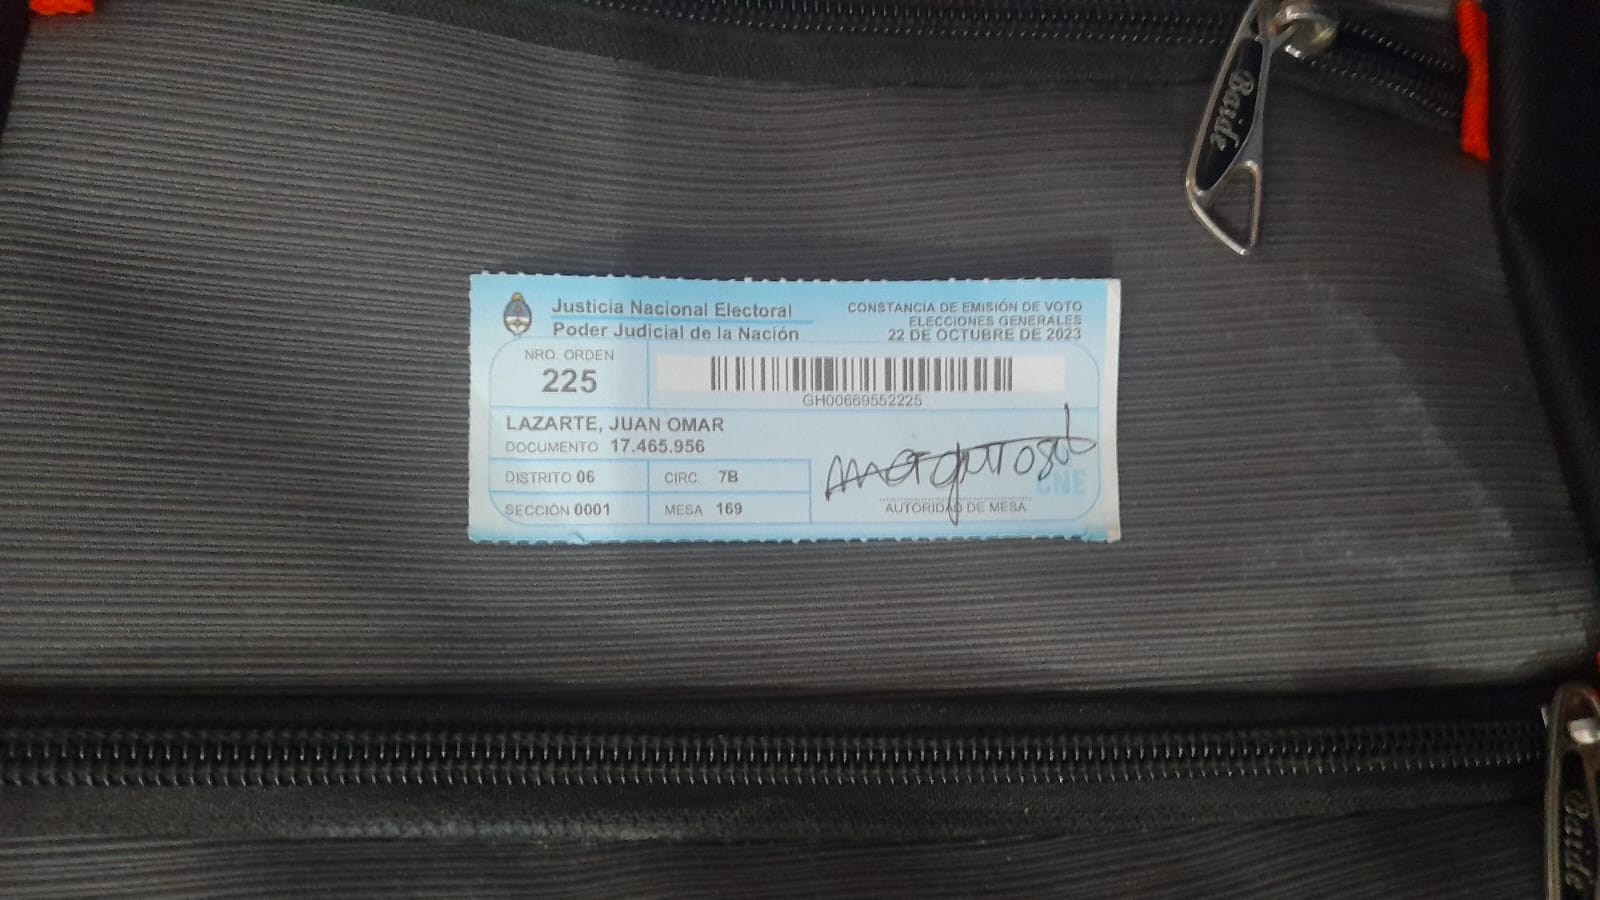 Baide
Justicia Nacional Electoral
Poder Judicial de la Nación
CONSTANCIA DE EMISIÓN DE VOTO
ELECCIONES GENERALES
22 DE OCTUBRE DE 2023
NRO. ORDEN
225
GH00669552225
LAZARTE, JUAN OMAR
DOCUMENTO 17.465.956
DISTRITO 06
CIRC. 7B
SECCIÓN 0001
MESA 169
CNE
AUTORIDAD DE MESA
Baide